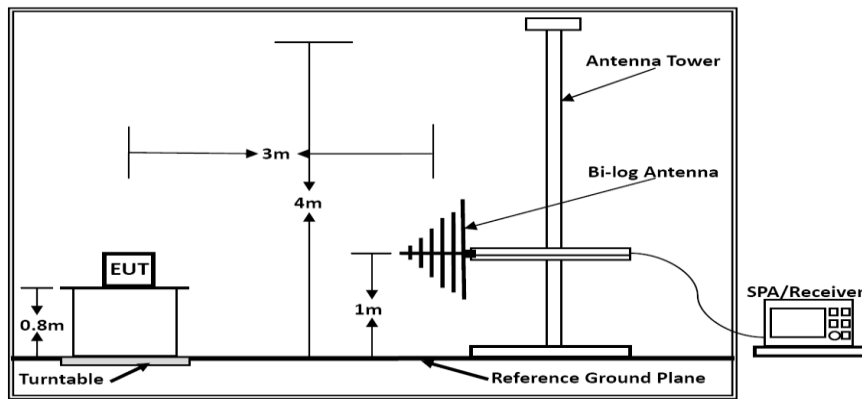 Antenna Tower
3m
Bi-log Antenna
4m
EUT
1m
0.8m
SPA/Receiver
Turntable
Reference Ground Plane